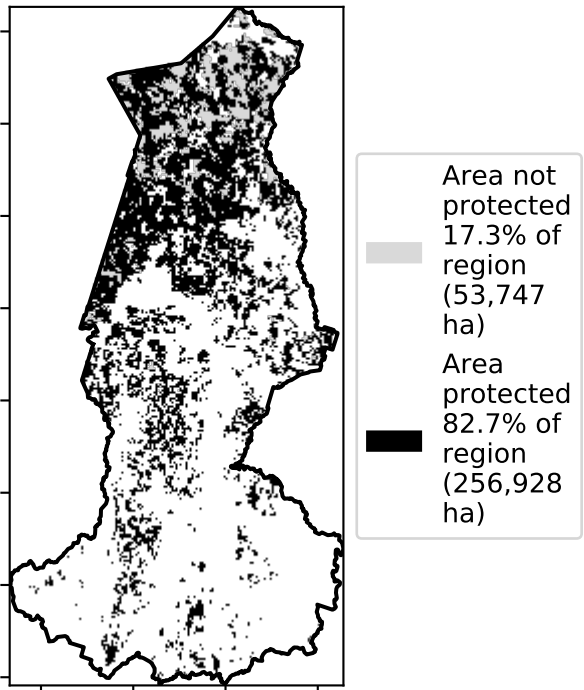 Area not
protected
17.3% of
region
(53,747
ha)
Area
protected
82.7% of
region
(256,928
ha)